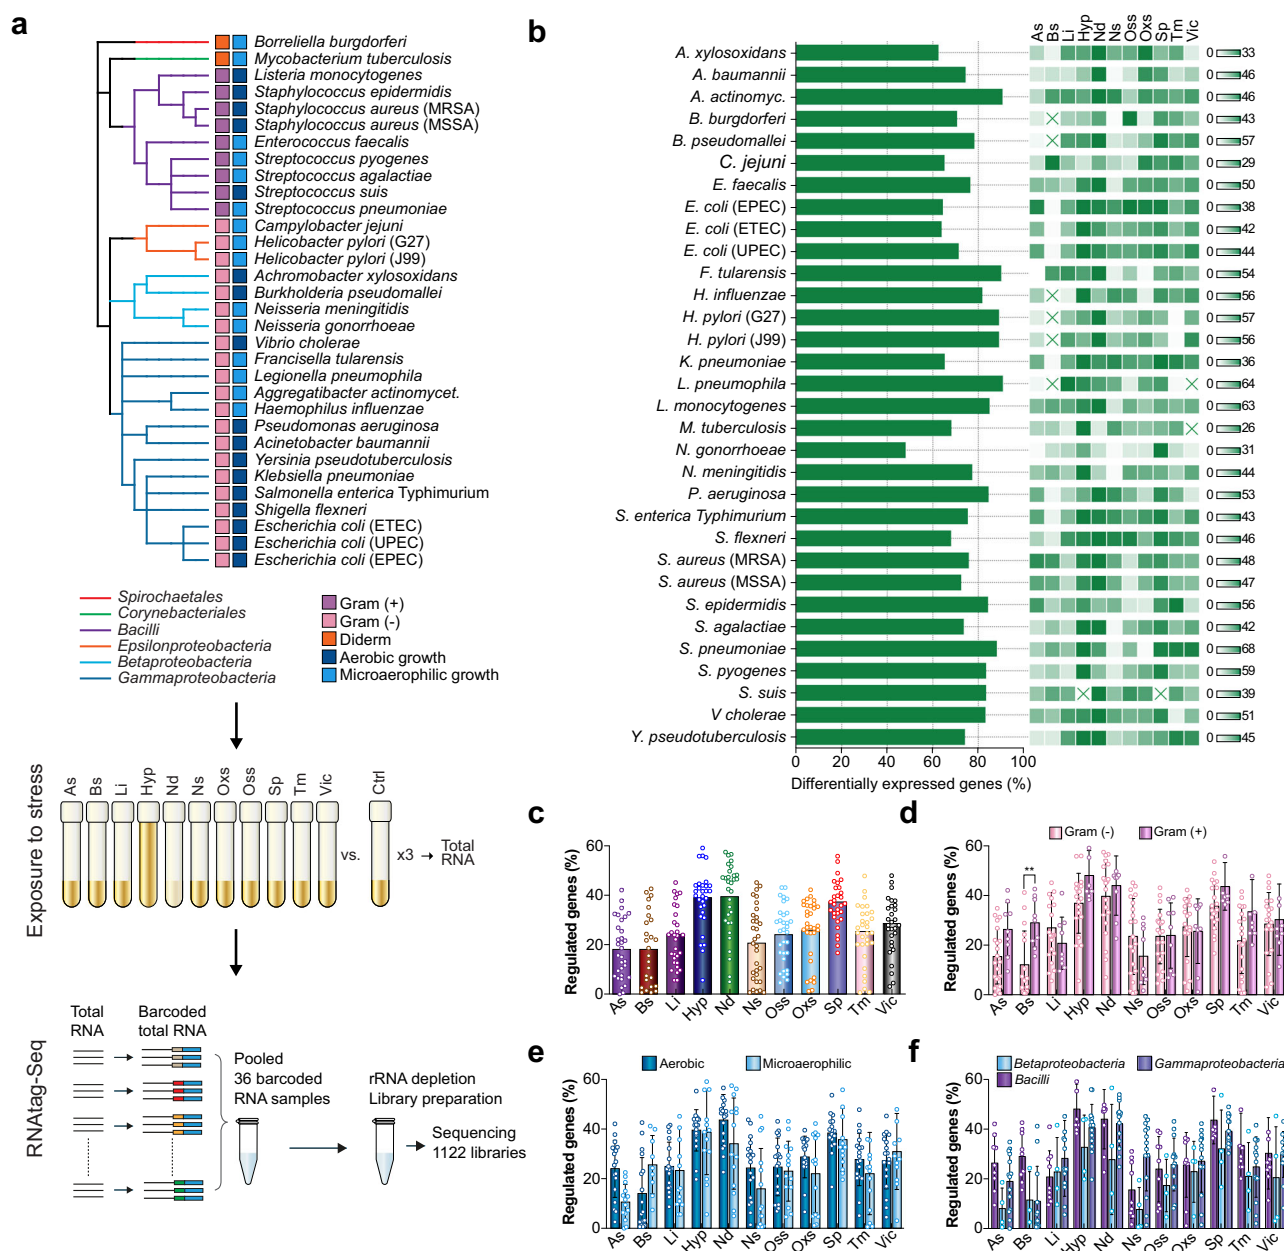 a
Borreliella burgdorferi
Mycobacterium tuberculosis
Listeria monocytogenes
Staphylococcus epidermidis
Staphylococcus aureus (MRSA)
Staphylococcus aureus (MSSA)
Enterococcus faecalis
Streptococcus pyogenes
Streptococcus agalactiae
Streptococcus suis
Streptococcus pneumoniae
Campylobacter jejuni
Helicobacter pylori (G27)
Helicobacter pylori (J99)
Achromobacter xylosoxidans
Burkholderia pseudomallei
Neisseria meningitidis
Neisseria gonorrhoeae
Vibrio cholerae
Francisella tularensis
Legionella pneumophila
Aggregatibacter actinomycet.
Haemophilus influenzae
Pseudomonas aeruginosa
Acinetobacter baumannii
Yersinia pseudotuberculosis
Klebsiella pneumoniae
Salmonella enterica Typhimurium
Shigella flexneri
Escherichia coli (ETEC)
Escherichia coli (UPEC)
Escherichia coli (EPEC)
Spirochaetales
Corynebacteriales
Bacilli
Epsilonproteobacteria
Betaproteobacteria
Gammaproteobacteria
Gram (+)
Gram (-)
Diderm
Aerobic growth
Microaerophilic growth
Exposure to stress
As Bs Li Hyp Nd Ns Oxs Oss Sp Tm Vic Ctrl
vs.
x3
Total
RNA
RNAtag-Seq
Total
RNA
Barcoded
total RNA
Pooled
36 barcoded
RNA samples
rRNA depletion
Library preparation
Sequencing
1122 libraries
b
As Bs Li Hyp Nd Ns Oss Oxs Sp Tm Vic
A. xylosoxidans 0 33
A. baumannii 0 46
A. actinomyc. 0 46
B. burgdorferi 0 43
B. pseudomallei 0 57
C. jejuni 0 29
E. faecalis 0 50
E. coli (EPEC) 0 38
E. coli (ETEC) 0 42
E. coli (UPEC) 0 44
F. tularensis 0 54
H. influenzae 0 56
H. pylori (G27) 0 57
H. pylori (J99) 0 56
K. pneumoniae 0 36
L. pneumophila 0 64
L. monocytogenes 0 63
M. tuberculosis 0 26
N. gonorrhoeae 0 31
N. meningitidis 0 44
P. aeruginosa 0 53
S. enterica Typhimurium 0 43
S. flexneri 0 46
S. aureus (MRSA) 0 48
S. aureus (MSSA) 0 47
S. epidermidis 0 56
S. agalactiae 0 42
S. pneumoniae 0 68
S. pyogenes 0 59
S. suis 0 39
V cholerae 0 51
Y. pseudotuberculosis 0 45
0 20 40 60 80 100
Differentially expressed genes (%)
c
Regulated genes (%)
60
40
20
0
As Bs Li Hyp Nd Ns Oss Oxs Sp Tm Vic
d
Gram (-) Gram (+)
Regulated genes (%)
60
40
20
0
**
As Bs Li Hyp Nd Ns Oss Oxs Sp Tm Vic
e
Aerobic Microaerophilic
Regulated genes (%)
60
40
20
0
As Bs Li Hyp Nd Ns Oss Oxs Sp Tm Vic
f
Betaproteobacteria Gammaproteobacteria
Bacilli
Regulated genes (%)
60
40
20
0
As Bs Li Hyp Nd Ns Oss Oxs Sp Tm Vic